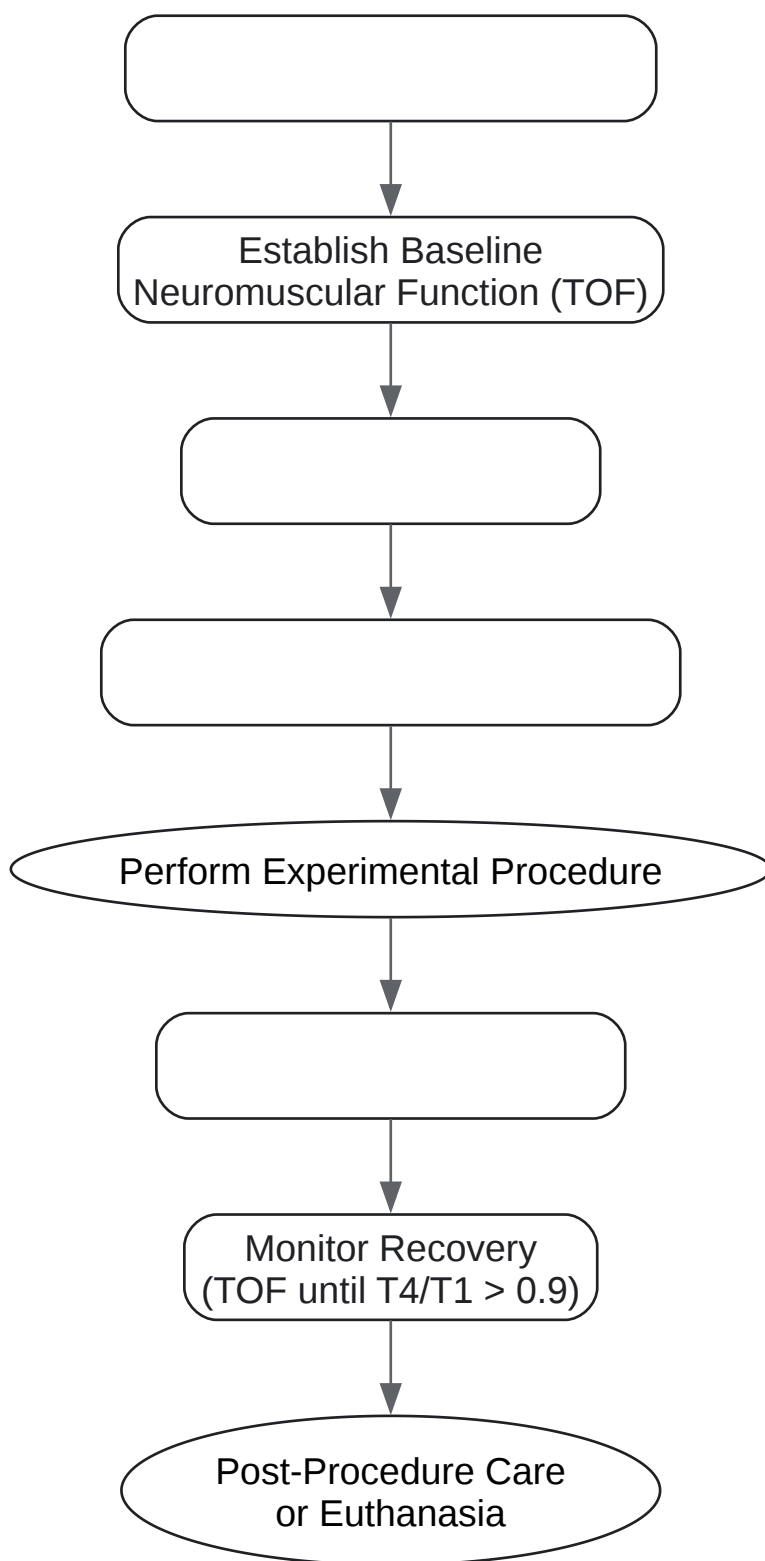 Establish Baseline
Neuromuscular Function (TOF)
Perform Experimental Procedure
Monitor Recovery
(TOF until T4/T1 > 0.9)
Post-Procedure Care
or Euthanasia